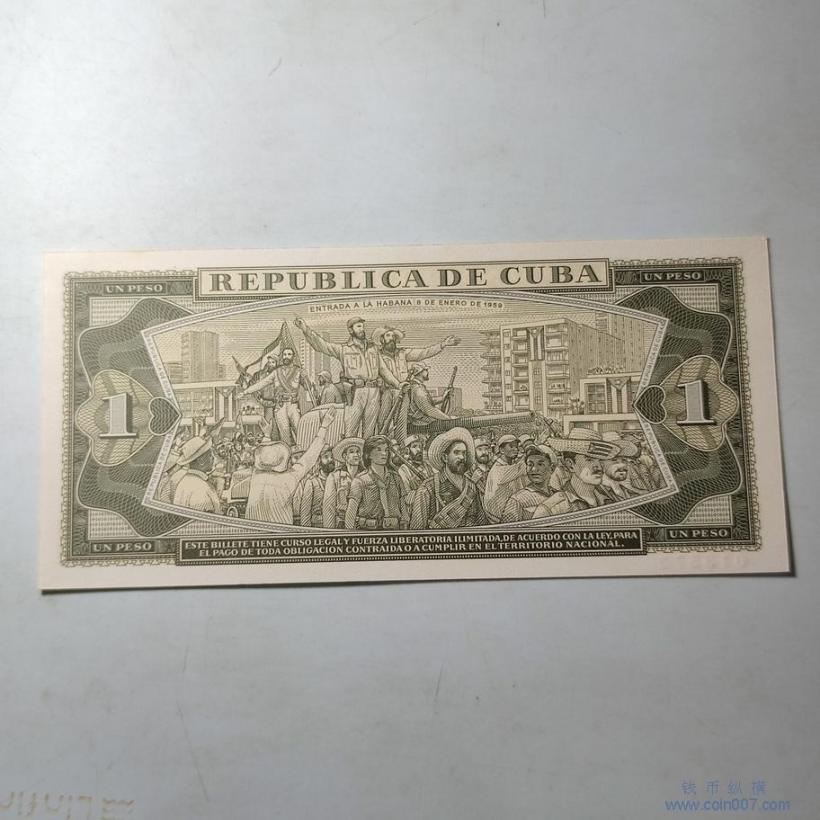 REPUBLICA DE CUBA
UN PESO
UN PESO
ENTRADA A LA HABANA 8 DE ENERO DE 1959
1
1
UN PESO
UN PESO
ESTE BILLETE TIENE CURSO LEGAL Y FUERZA LIBERATORIA ILIMITADA, DE ACUERDO CON LA LEY, PARA
EL PAGO DE TODA OBLIGACION CONTRAIDA O A CUMPLIR EN EL TERRITORIO NACIONAL.
钱币纵横
www.coin007.com